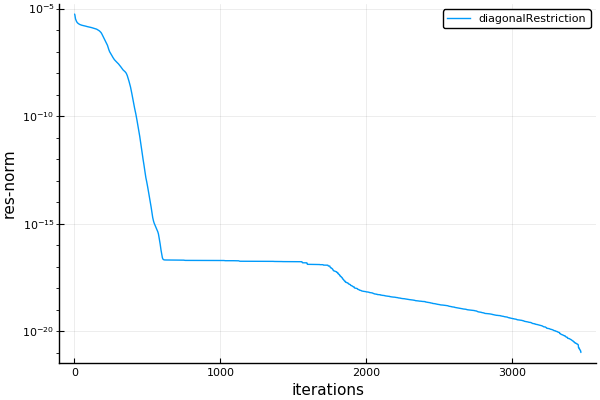 10⁻⁵
diagonalRestriction
10⁻¹⁰
res-norm
10⁻¹⁵
10⁻²⁰
0 1000 2000 3000
iterations